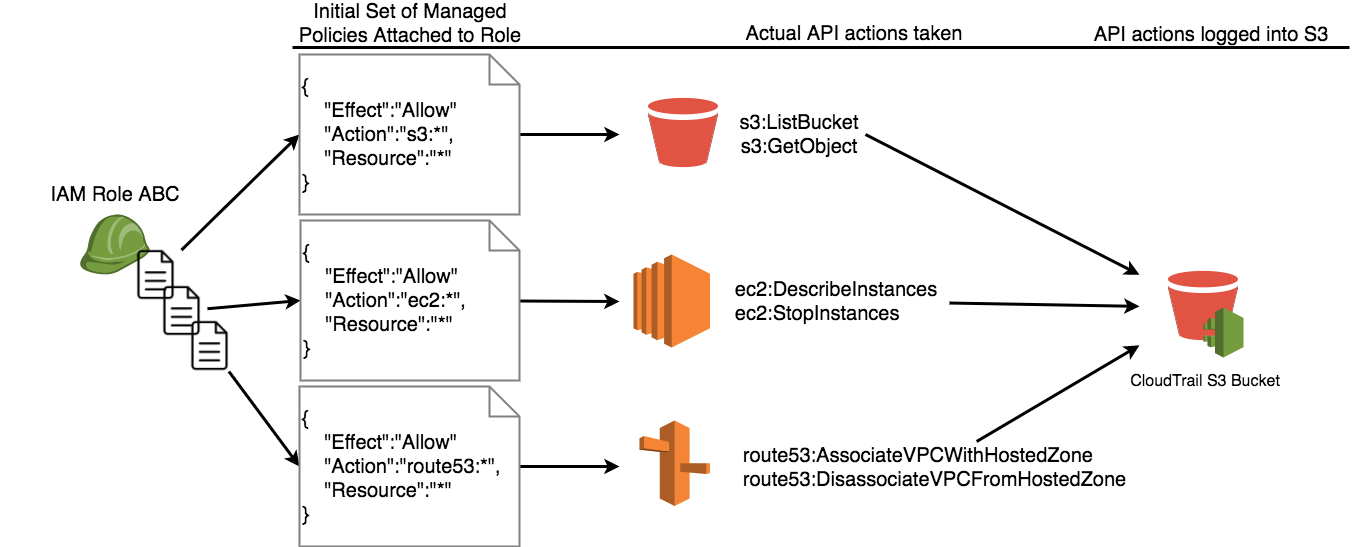 Initial Set of Managed
Policies Attached to Role
Actual API actions taken
API actions logged into S3
IAM Role ABC
{
"Effect":"Allow"
"Action":"s3:*",
"Resource":"*"
}
s3:ListBucket
s3:GetObject
{
"Effect":"Allow"
"Action":"ec2:*",
"Resource":"*"
}
ec2:DescribeInstances
ec2:StopInstances
{
"Effect":"Allow"
"Action":"route53:*",
"Resource":"*"
}
route53:AssociateVPCWithHostedZone
route53:DisassociateVPCFromHostedZone
CloudTrail S3 Bucket